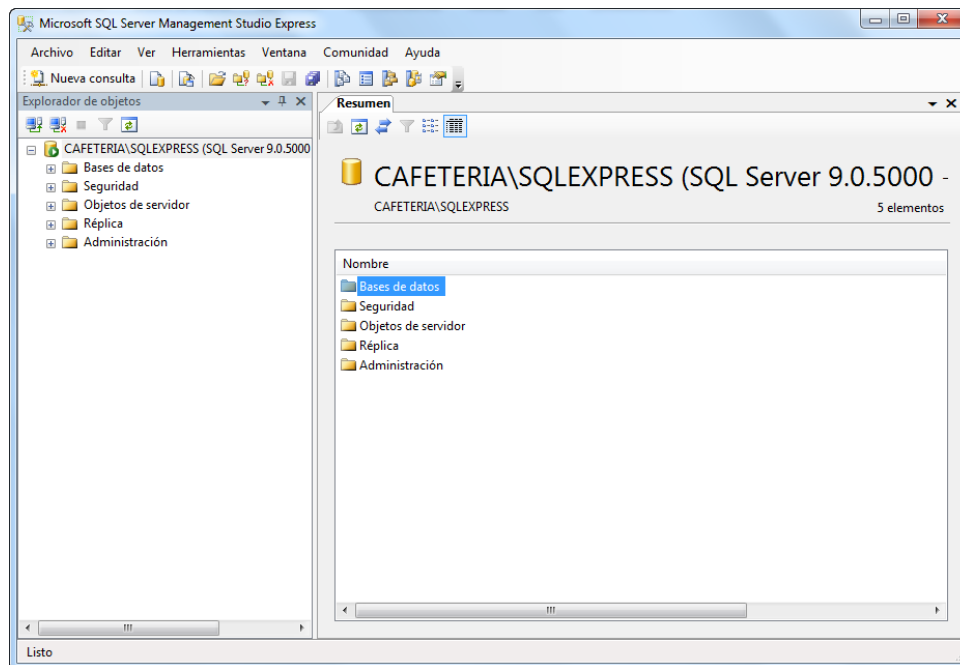 Microsoft SQL Server Management Studio Express
Archivo Editar Ver Herramientas Ventana Comunidad Ayuda
Nueva consulta
Explorador de objetos
CAFETERIA\SQLEXPRESS (SQL Server 9.0.5000
Bases de datos
Seguridad
Objetos de servidor
Réplica
Administración
Resumen
CAFETERIA\SQLEXPRESS (SQL Server 9.0.5000 -
CAFETERIA\SQLEXPRESS 5 elementos
Nombre
Bases de datos
Seguridad
Objetos de servidor
Réplica
Administración
Listo